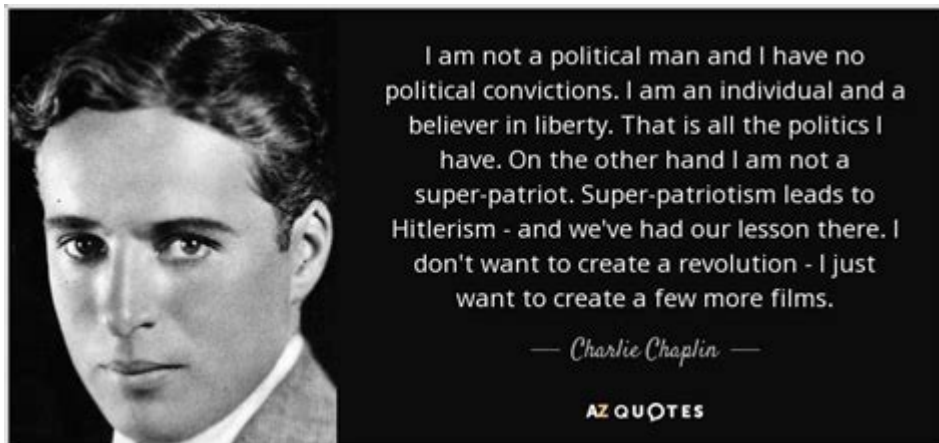 I am not a political man and I have no
political convictions. I am an individual and a
believer in liberty. That is all the politics I
have. On the other hand I am not a
super-patriot. Super-patriotism leads to
Hitlerism - and we've had our lesson there. I
don't want to create a revolution - I just
want to create a few more films.
— Charlie Chaplin —
AZ QUOTES